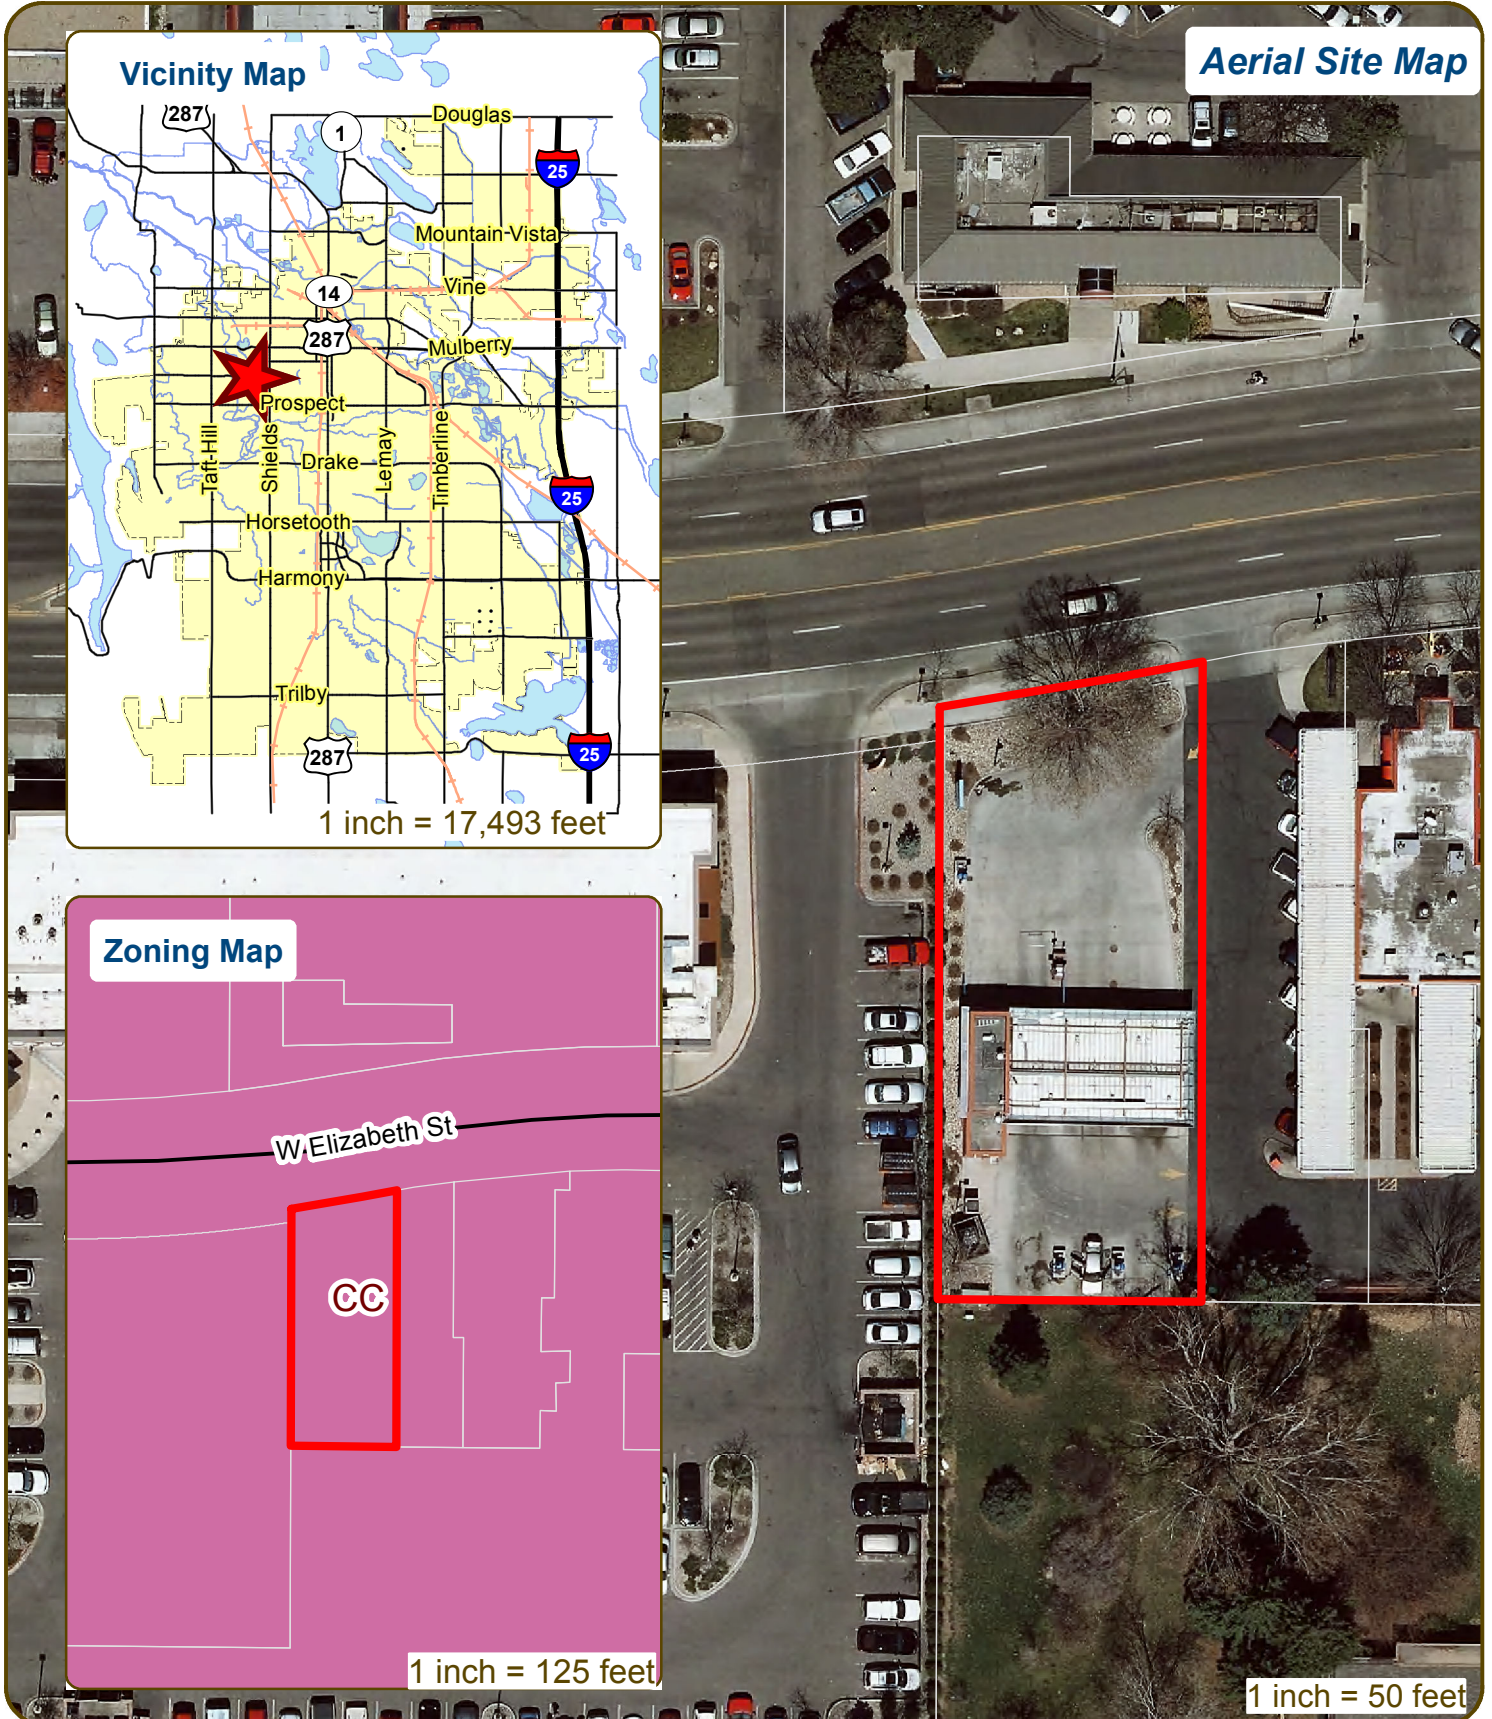 Vicinity Map
287
1
Douglas
25
Mountain Vista
14
Vine
287
Mulberry
Prospect
Taft Hill
Shields
Drake
Lemay
Timberline
25
Horsetooth
Harmony
Trilby
287
25
1 inch = 17,493 feet
Aerial Site Map
Zoning Map
W Elizabeth St
CC
1 inch = 125 feet
1 inch = 50 feet